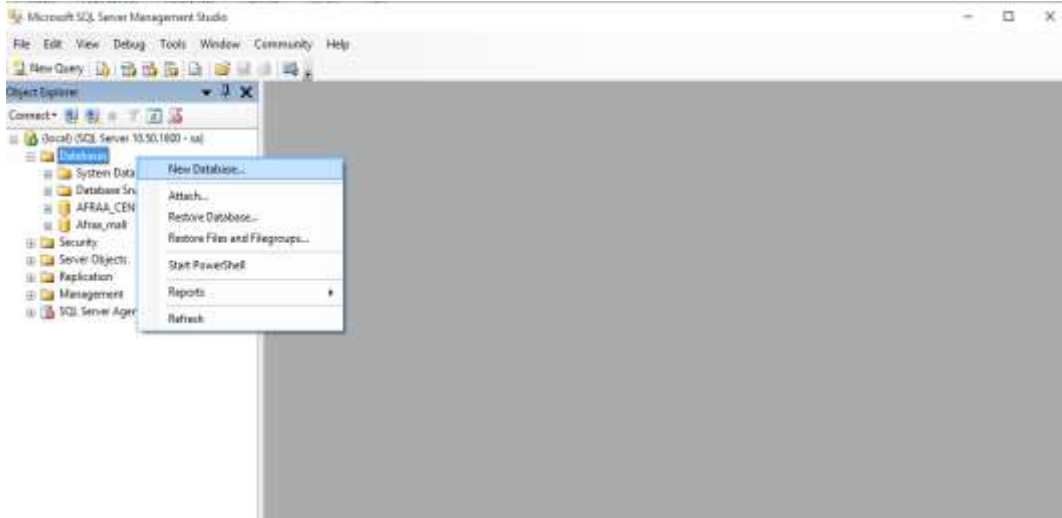 Microsoft SQL Server Management Studio
File Edit View Debug Tools Window Community Help
New Query
Object Explorer
Connect
(local) (SQL Server 10.50.1600 - sa)
Databases
System Data
Database Sna
AFRAA_CEN
Afraa_mall
Security
Server Objects
Replication
Management
SQL Server Agen
New Database...
Attach...
Restore Database...
Restore Files and Filegroups...
Start PowerShell
Reports
Refresh